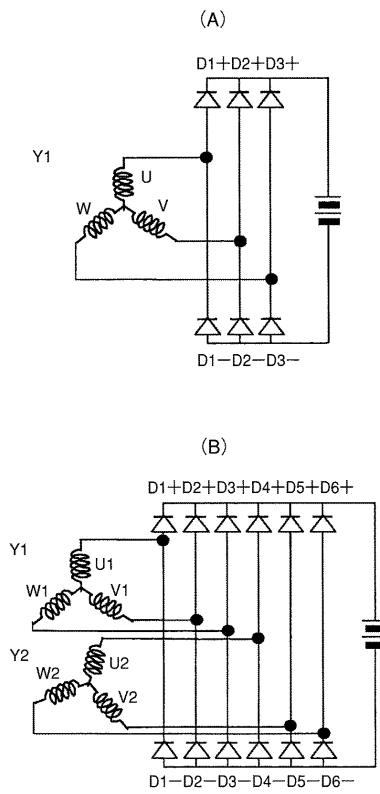 (A)
D1+D2+D3+
Y1
U
W
V
D1−D2−D3−
(B)
D1+D2+D3+D4+D5+D6+
Y1
U1
W1
V1
Y2
U2
W2
V2
D1−D2−D3−D4−D5−D6−